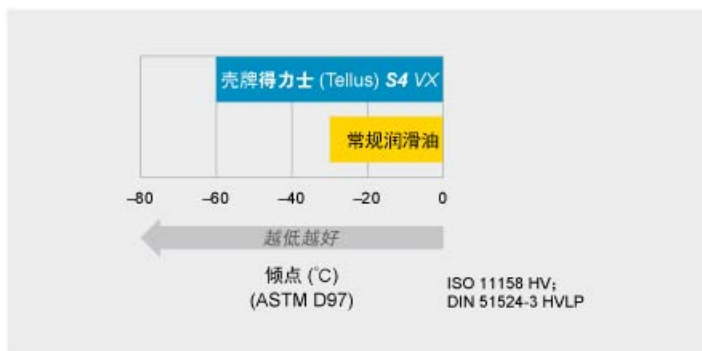 壳牌得力士 (Tellus) S4 VX
常规润滑油
–80 –60 –40 –20 0
越低越好
倾点 (℃)
(ASTM D97)
ISO 11158 HV；
DIN 51524-3 HVLP